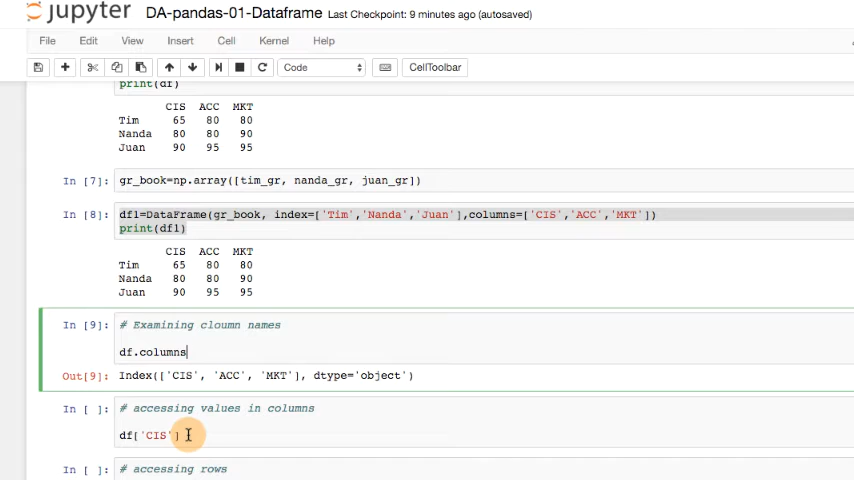 jupyter DA-pandas-01-Dataframe Last Checkpoint: 9 minutes ago (autosaved)
File Edit View Insert Cell Kernel Help
Code CellToolbar
print(df)
CIS ACC MKT
Tim 65 80 80
Nanda 80 80 90
Juan 90 95 95
In [7]: gr_book=np.array([tim_gr, nanda_gr, juan_gr])
In [8]: df1=DataFrame(gr_book, index=['Tim','Nanda','Juan'],columns=['CIS','ACC','MKT'])
print(df1)
CIS ACC MKT
Tim 65 80 80
Nanda 80 80 90
Juan 90 95 95
In [9]: # Examining cloumn names
df.columns
Out[9]: Index(['CIS', 'ACC', 'MKT'], dtype='object')
In [ ]: # accessing values in columns
df['CIS']
In [ ]: # accessing rows